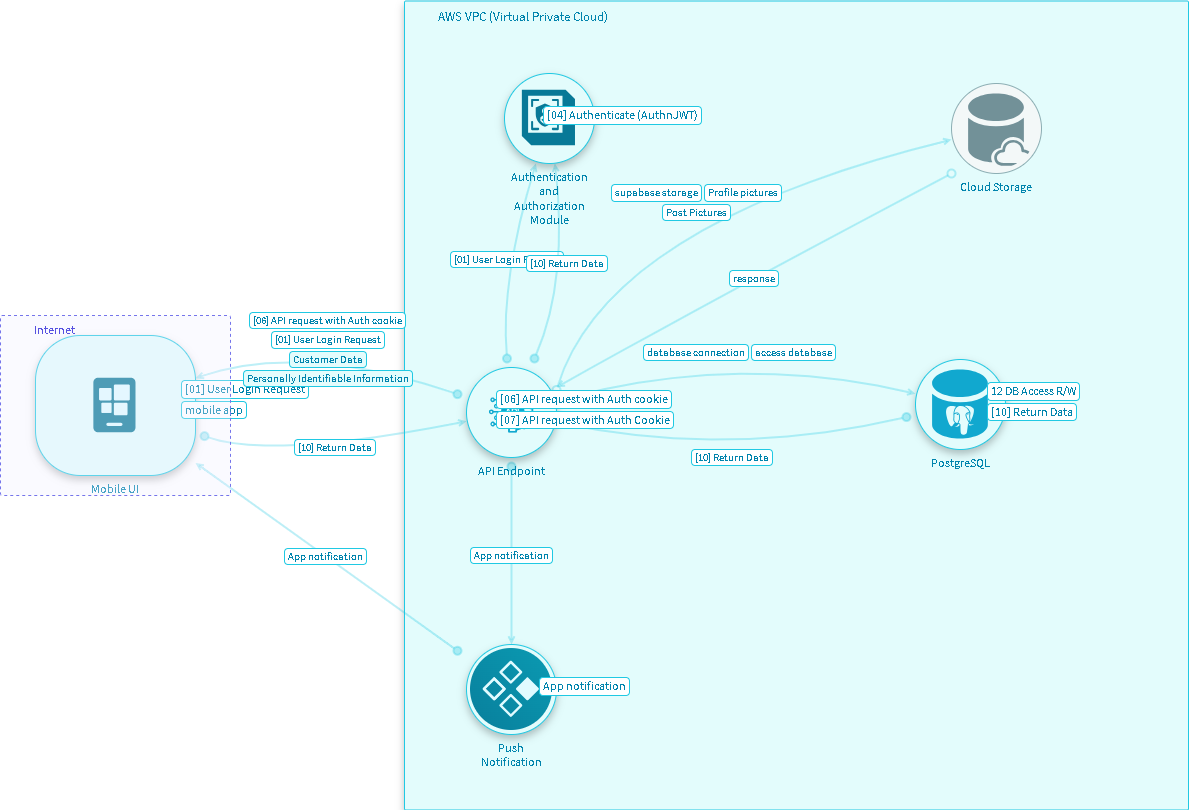 AWS VPC (Virtual Private Cloud)
[04] Authenticate (AuthnJWT)
Authentication
and
Authorization
Module
Cloud Storage
supabase storage
Profile pictures
Post Pictures
[01] User Login
[10] Return Data
response
Internet
[06] API request with Auth cookie
[01] User Login Request
Customer Data
Personally Identifiable Information
[01] User Login Request
mobile app
[10] Return Data
Mobile UI
database connection
access database
[06] API request with Auth cookie
[07] API request with Auth Cookie
API Endpoint
12 DB Access R/W
[10] Return Data
PostgreSQL
[10] Return Data
App notification
App notification
App notification
Push
Notification